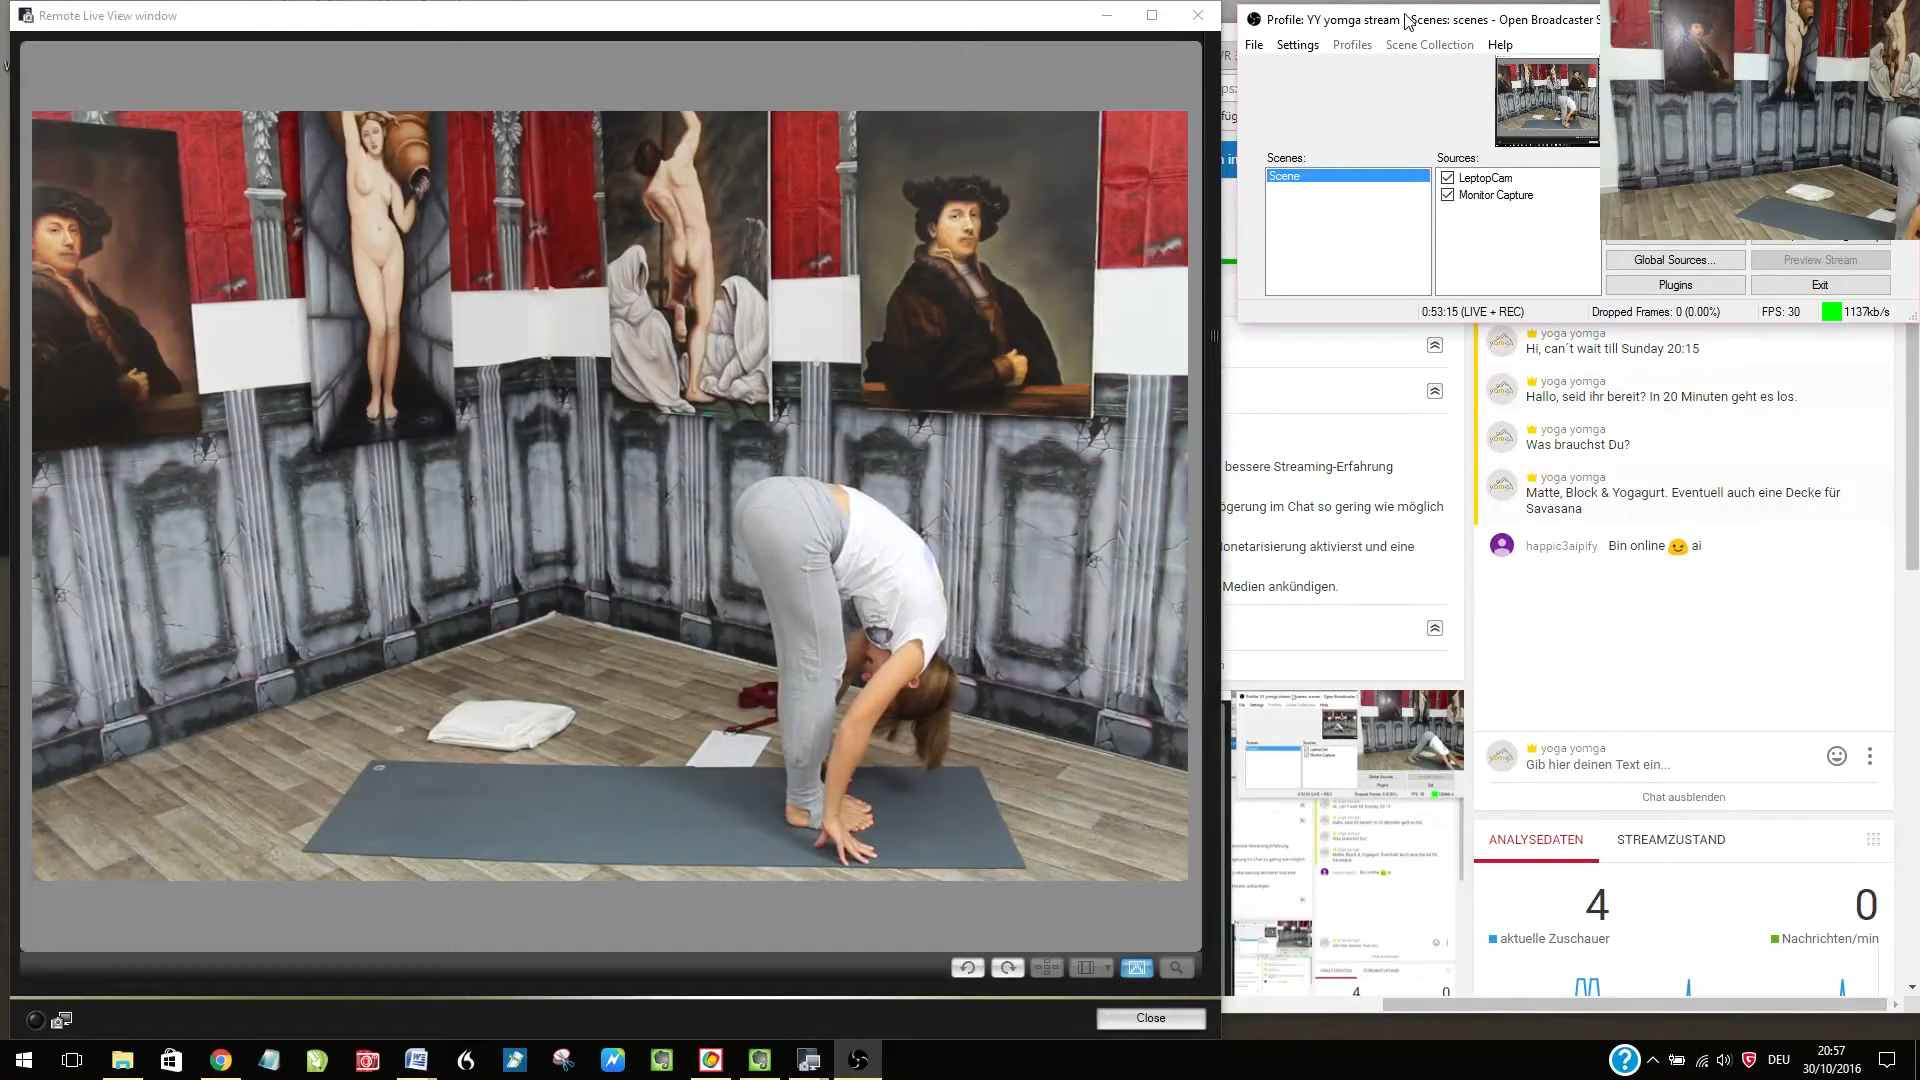 Remote Live View window
Close
Profile: YY yomga stream
Scenes: scenes - Open Broadcaster S
File
Settings
Profiles
Scene Collection
Help
Scenes:
Scene
Sources:
LeptopCam
Monitor Capture
Global Sources...
Preview Stream
Plugins
Exit
0:53:15 (LIVE + REC)
Dropped Frames: 0 (0.00%)
FPS: 30
1137kb/s
bessere Streaming-Erfahrung
ögerung im Chat so gering wie möglich
onetarisierung aktivierst und eine
Medien ankündigen.
yoga yomga
Hi, can´t wait till Sunday 20:15
yoga yomga
Hallo, seid ihr bereit? In 20 Minuten geht es los.
yoga yomga
Was brauchst Du?
yoga yomga
Matte, Block & Yogagurt. Eventuell auch eine Decke für
Savasana
happic3aipify Bin online 😉 ai
yoga yomga
Gib hier deinen Text ein...
Chat ausblenden
ANALYSEDATEN
STREAMZUSTAND
4
0
aktuelle Zuschauer
Nachrichten/min
DEU
20:57
30/10/2016